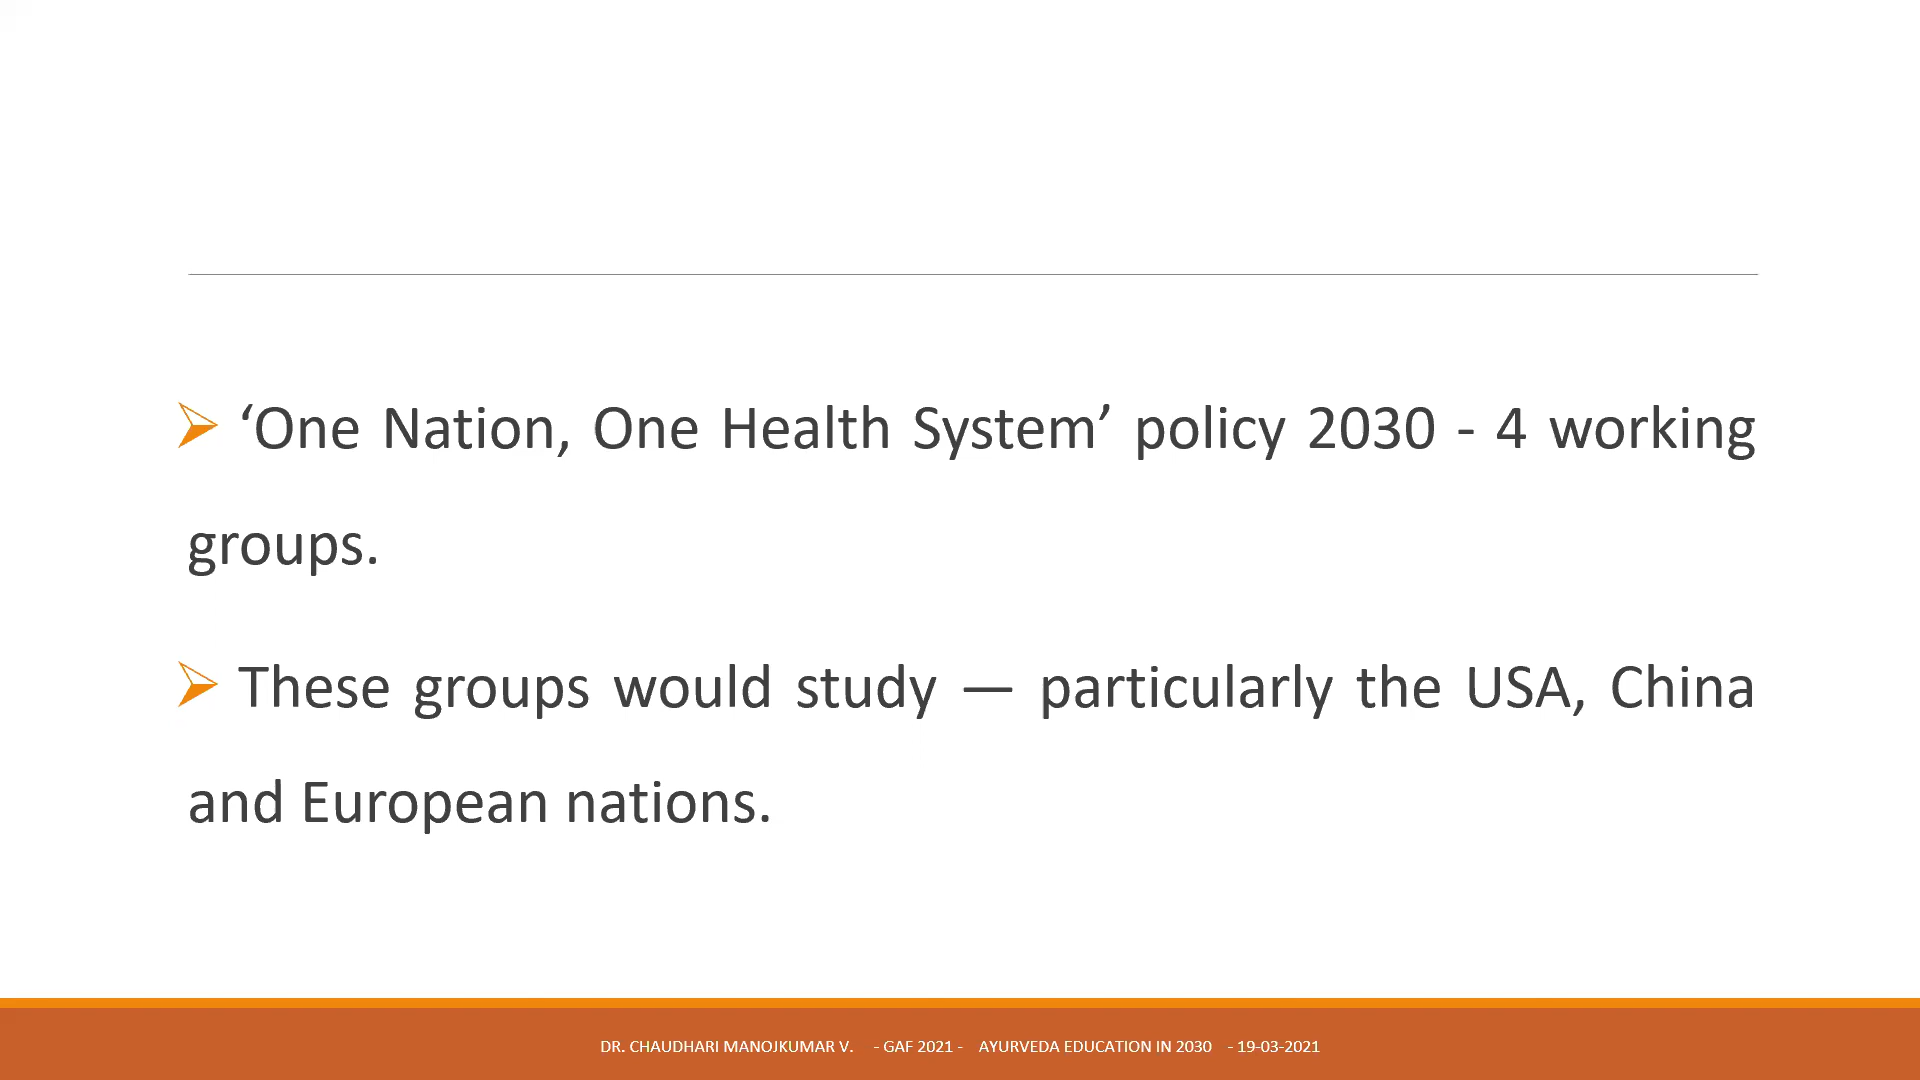 ‘One Nation, One Health System’ policy 2030 - 4 working
groups.
These groups would study — particularly the USA, China
and European nations.
DR. CHAUDHARI MANOJKUMAR V. - GAF 2021 - AYURVEDA EDUCATION IN 2030 - 19-03-2021